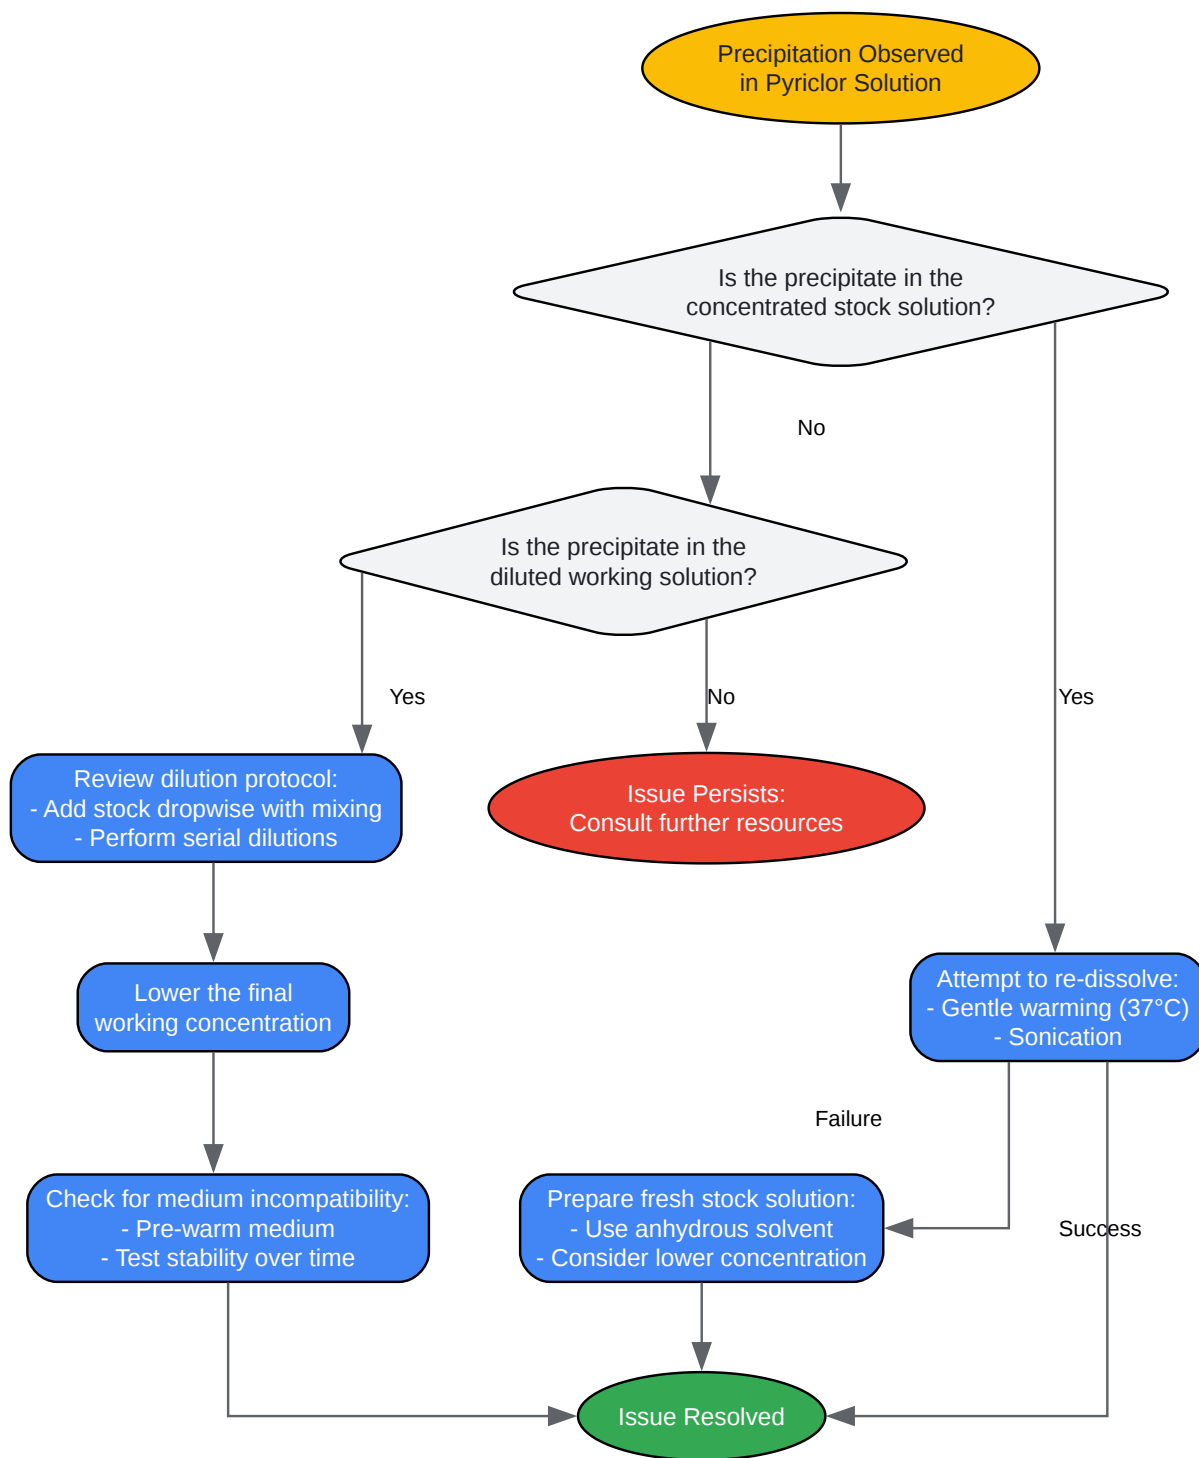 Precipitation Observed
in Pyriclor Solution
Is the precipitate in the
concentrated stock solution?
No
Is the precipitate in the
diluted working solution?
Yes
No
Yes
Review dilution protocol:
- Add stock dropwise with mixing
- Perform serial dilutions
Issue Persists:
Consult further resources
Lower the final
working concentration
Attempt to re-dissolve:
- Gentle warming (37°C)
- Sonication
Failure
Check for medium incompatibility:
- Pre-warm medium
- Test stability over time
Prepare fresh stock solution:
- Use anhydrous solvent
- Consider lower concentration
Success
Issue Resolved